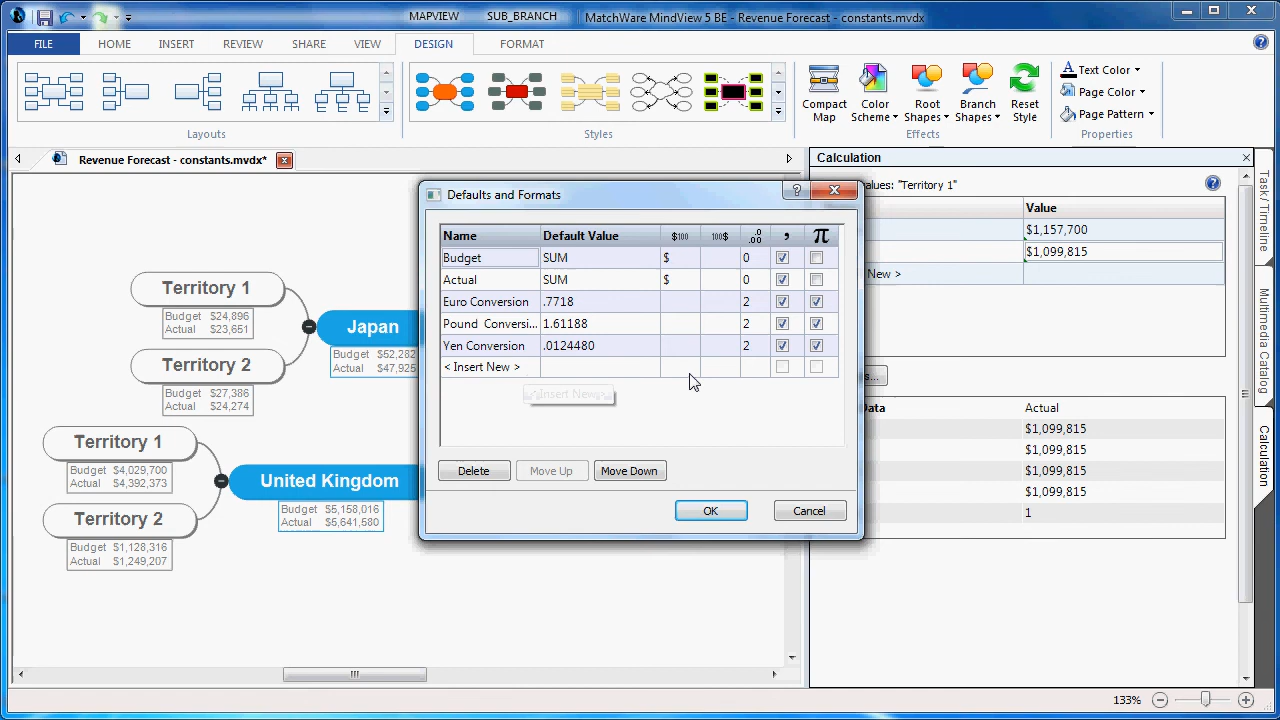 MAPVIEW SUB_BRANCH MatchWare MindView 5 BE - Revenue Forecast - constants.mvdx
FILE HOME INSERT REVIEW SHARE VIEW DESIGN FORMAT
Compact Map
Color Scheme
Root Shapes
Branch Shapes
Reset Style
Text Color
Page Color
Page Pattern
Layouts Styles Effects Properties
Revenue Forecast - constants.mvdx*
Territory 1
Budget $24,896
Actual $23,651
Territory 2
Budget $27,386
Actual $24,274
Japan
Budget $52,282
Actual $47,925
Territory 1
Budget $4,029,700
Actual $4,392,373
Territory 2
Budget $1,128,316
Actual $1,249,207
United Kingdom
Budget $5,158,016
Actual $5,641,580
Defaults and Formats
Name Default Value $100 100$ .0 .00 , π
Budget SUM $ 0
Actual SUM $ 0
Euro Conversion .7718 2
Pound Conversi... 1.61188 2
Yen Conversion .0124480 2
< Insert New >
< Insert New >
Delete Move Up Move Down
OK Cancel
Calculation
alues: "Territory 1"
Value
$1,157,700
$1,099,815
New >
s...
Data Actual
$1,099,815
$1,099,815
$1,099,815
$1,099,815
1
Task / Timeline
Multimedia Catalog
Calculation
133%